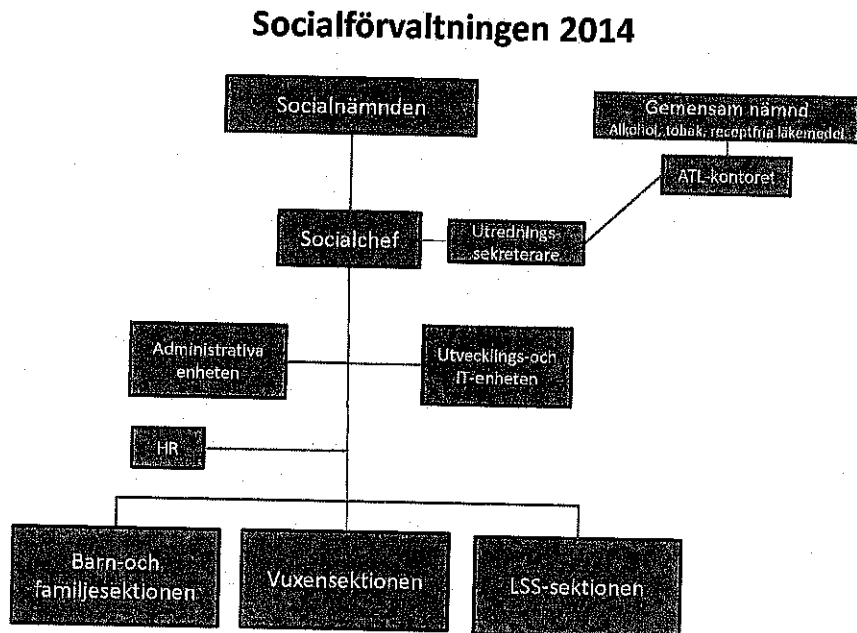 Socialförvaltningen 2014
Socialnämnden
Gemensam nämnd
Alkohol, tobak, receptfria läkemedel
ATL-kontoret
Socialchef
Utrednings-
sekreterare
Administrativa
enheten
Utvecklings-och
IT-enheten
HR
Barn-och
familjesektionen
Vuxensektionen
LSS-sektionen